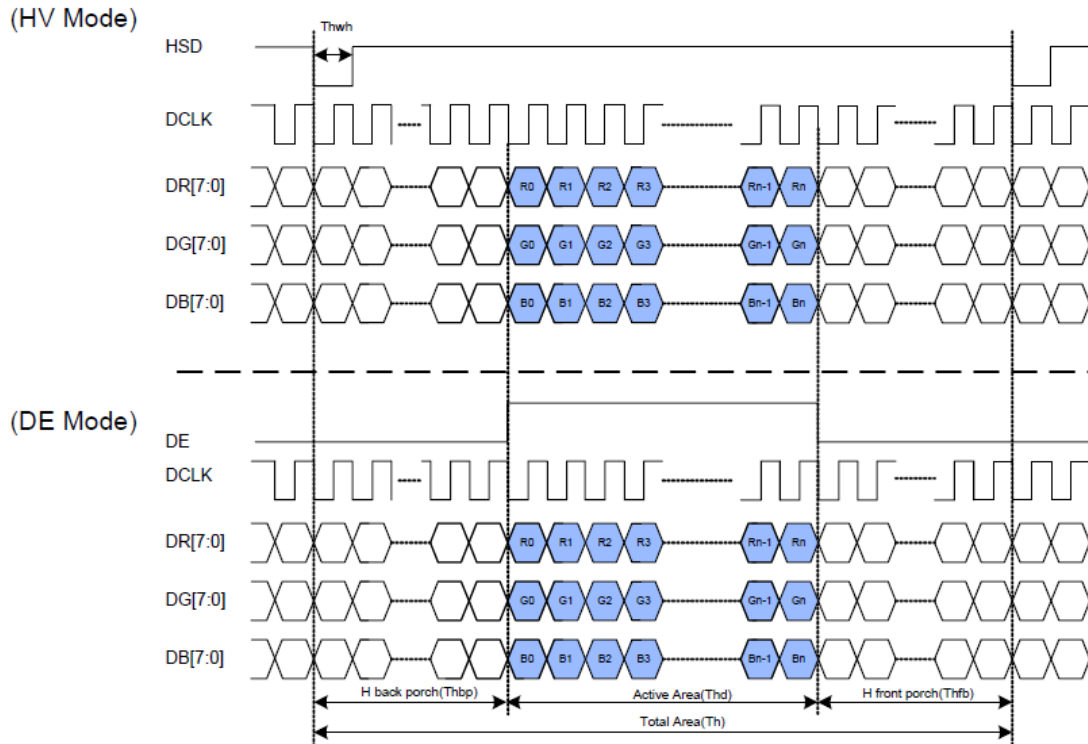 (HV Mode)
Thwh
HSD
DCLK
DR[7:0] R0 R1 R2 R3 Rn-1 Rn
DG[7:0] G0 G1 G2 G3 Gn-1 Gn
DB[7:0] B0 B1 B2 B3 Bn-1 Bn
(DE Mode)
DE
DCLK
DR[7:0] R0 R1 R2 R3 Rn-1 Rn
DG[7:0] G0 G1 G2 G3 Gn-1 Gn
DB[7:0] B0 B1 B2 B3 Bn-1 Bn
H back porch(Thbp) Active Area(Thd) H front porch(Thfb)
Total Area(Th)